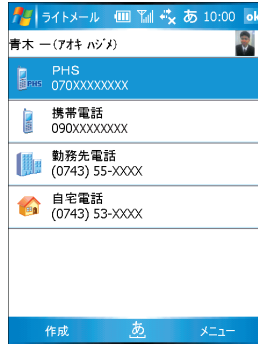 ライトメール あ 10:00 ok
青木 一(アオキ ハジメ)
PHS
PHS 070XXXXXXXX
携帯電話
090XXXXXXXX
勤務先電話
(0743) 55-XXXX
自宅電話
(0743) 53-XXXX
作成 あ メニュー